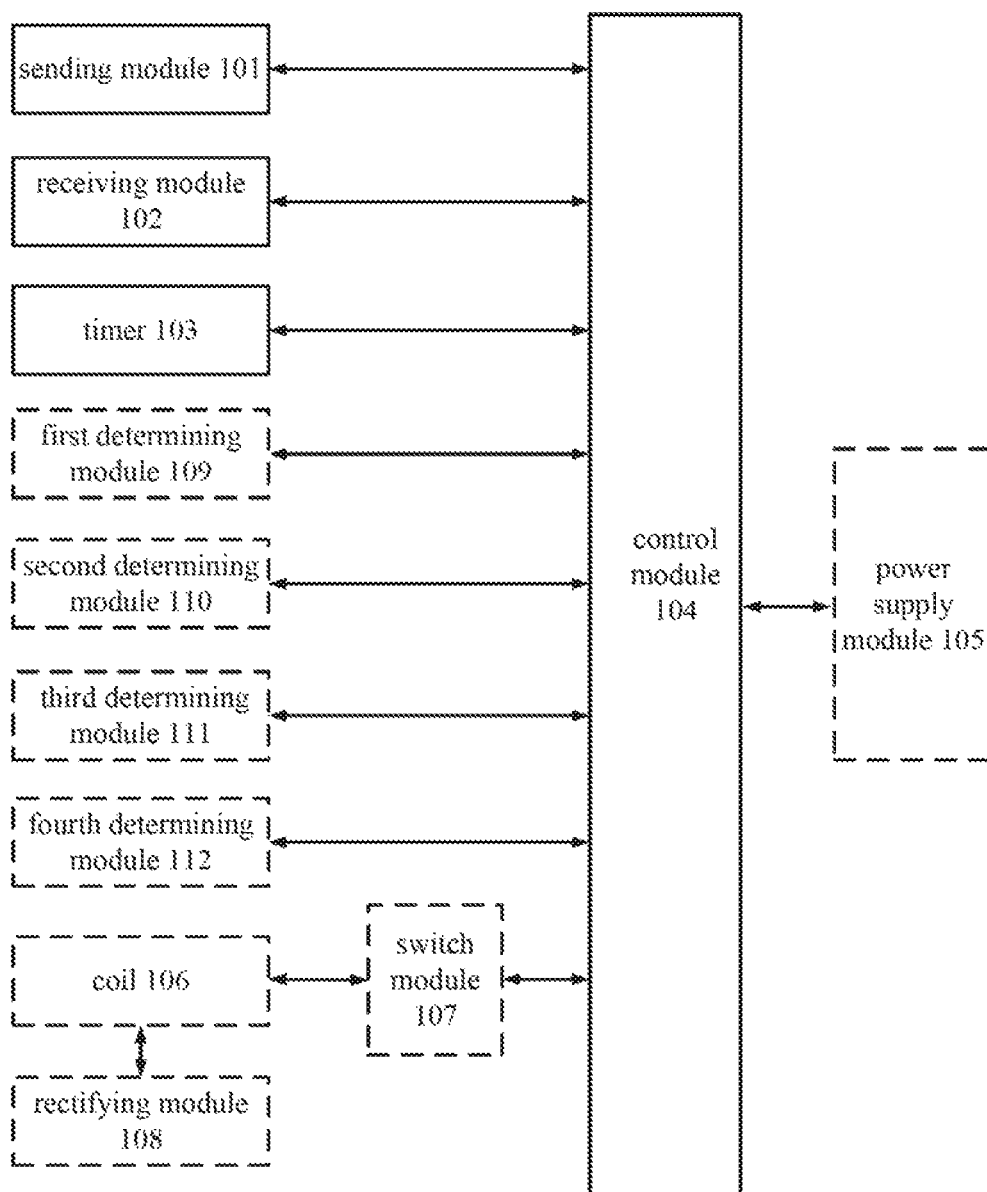 sending module 101
receiving module
102
timer 103
first determining
module 109
second determining
module 110
third determining
module 111
fourth determining
module 112
coil 106
switch
module
107
rectifying module
108
control
module
104
power
supply
module 105